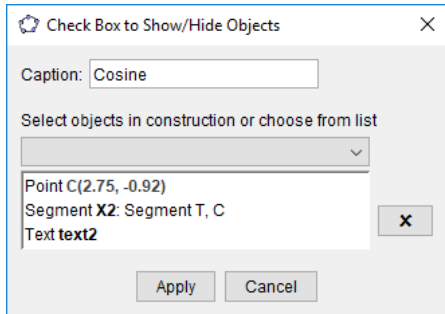 Check Box to Show/Hide Objects
Caption: Cosine
Select objects in construction or choose from list
Point C(2.75, -0.92)
Segment X2: Segment T, C
Text text2
Apply Cancel